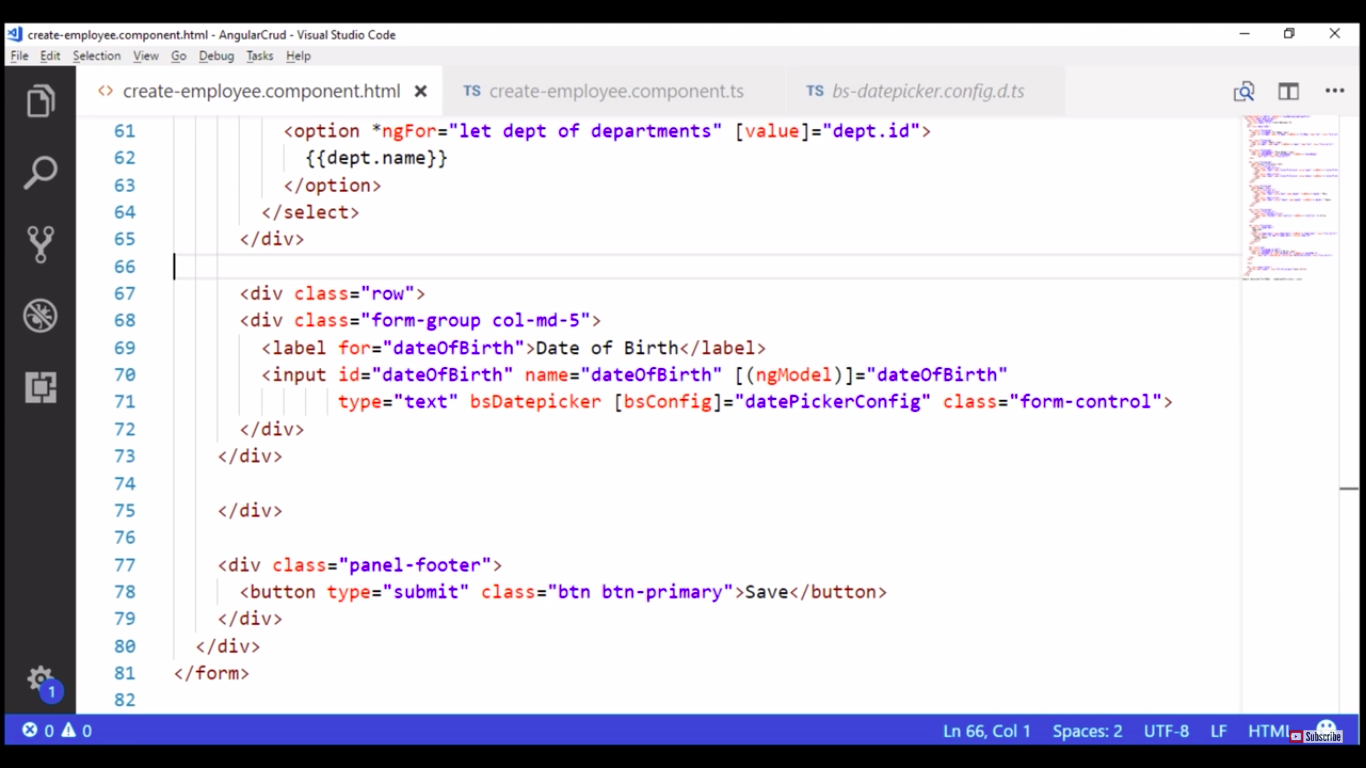 create-employee.component.html - AngularCrud - Visual Studio Code
File Edit Selection View Go Debug Tasks Help
<> create-employee.component.html × TS create-employee.component.ts TS bs-datepicker.config.d.ts
61 <option *ngFor="let dept of departments" [value]="dept.id">
62 {{dept.name}}
63 </option>
64 </select>
65 </div>
66
67 <div class="row">
68 <div class="form-group col-md-5">
69 <label for="dateOfBirth">Date of Birth</label>
70 <input id="dateOfBirth" name="dateOfBirth" [(ngModel)]="dateOfBirth"
71 type="text" bsDatepicker [bsConfig]="datePickerConfig" class="form-control">
72 </div>
73 </div>
74
75 </div>
76
77 <div class="panel-footer">
78 <button type="submit" class="btn btn-primary">Save</button>
79 </div>
80 </div>
81 </form>
82
1
0 0 Ln 66, Col 1 Spaces: 2 UTF-8 LF HTML
Subscribe